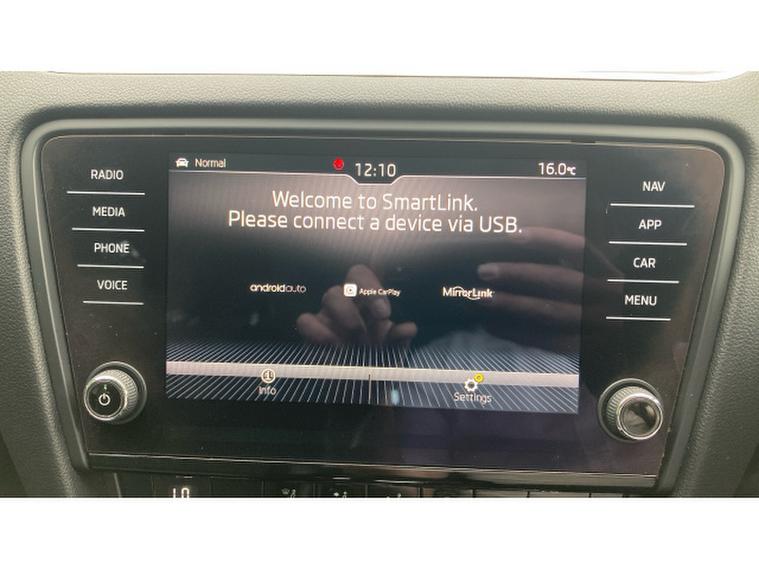 RADIO
MEDIA
PHONE
VOICE
Normal
12:10
16.0°C
Welcome to SmartLink.
Please connect a device via USB.
androidauto
Apple CarPlay
MirrorLink
Info
Settings
NAV
APP
CAR
MENU